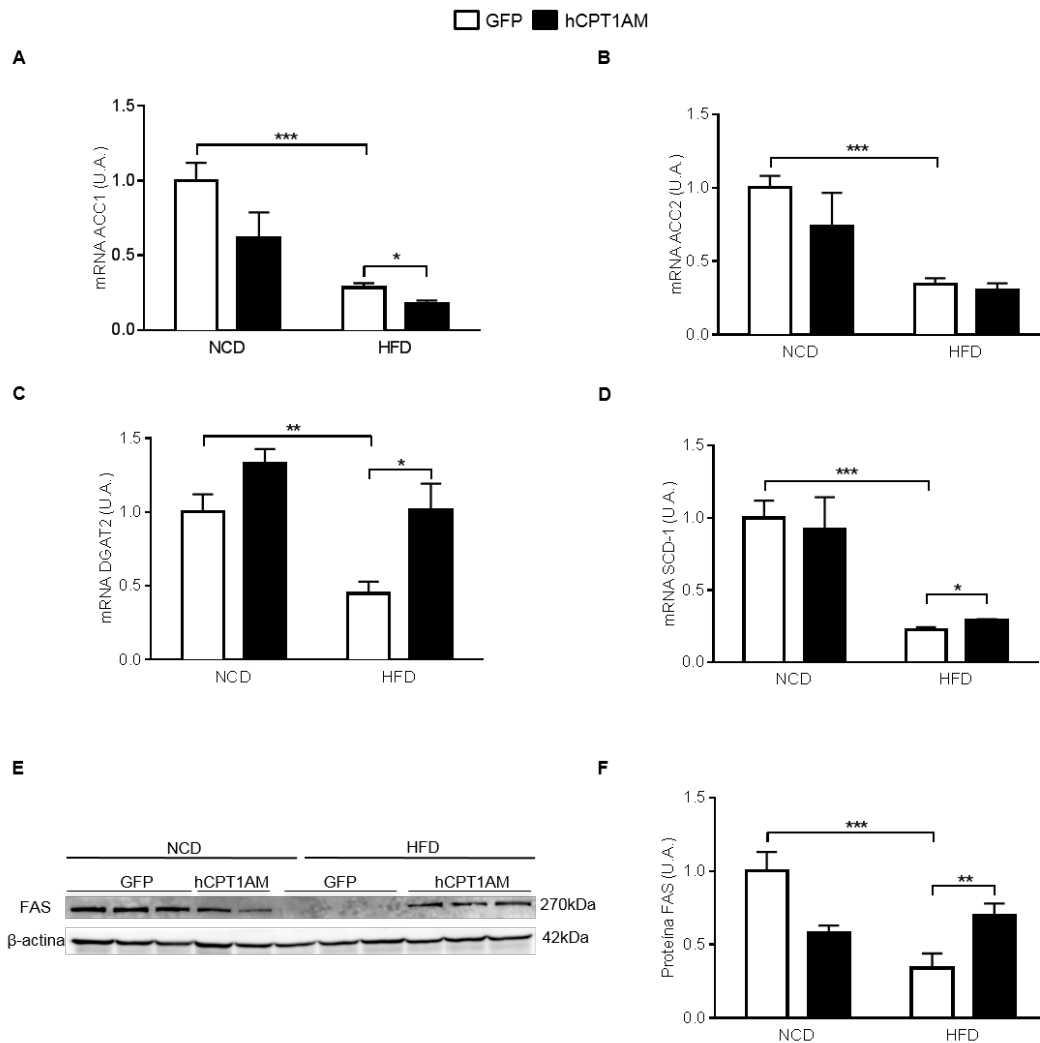 GFP hCPT1AM
A
mRNA ACC1 (U.A.)
1.5
1.0
0.5
0.0
***
*
NCD HFD
B
mRNA ACC2 (U.A.)
1.5
1.0
0.5
0.0
***
NCD HFD
C
mRNA DGAT2 (U.A.)
1.5
1.0
0.5
0.0
**
*
NCD HFD
D
mRNA SCD-1 (U.A.)
1.5
1.0
0.5
0.0
***
*
NCD HFD
E
NCD HFD
GFP hCPT1AM GFP hCPT1AM
FAS 270kDa
β-actina 42kDa
F
Proteína FAS (U.A.)
1.5
1.0
0.5
0.0
***
**
NCD HFD